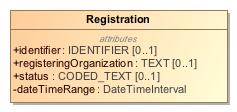 Registration
attributes
+identifier : IDENTIFIER [0..1]
+registeringOrganization : TEXT [0..1]
+status : CODED_TEXT [0..1]
-dateTimeRange : DateTimeInterval